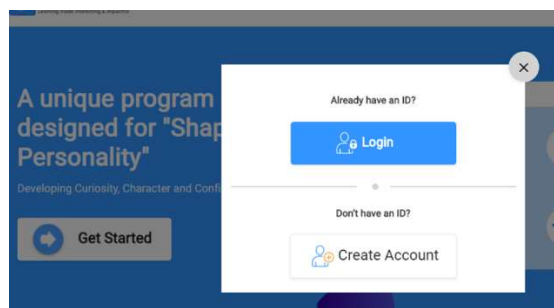 A unique program
designed for "Shap
Personality"
Developing Curiosity, Character and Confi
Get Started
Already have an ID?
Login
Don't have an ID?
Create Account